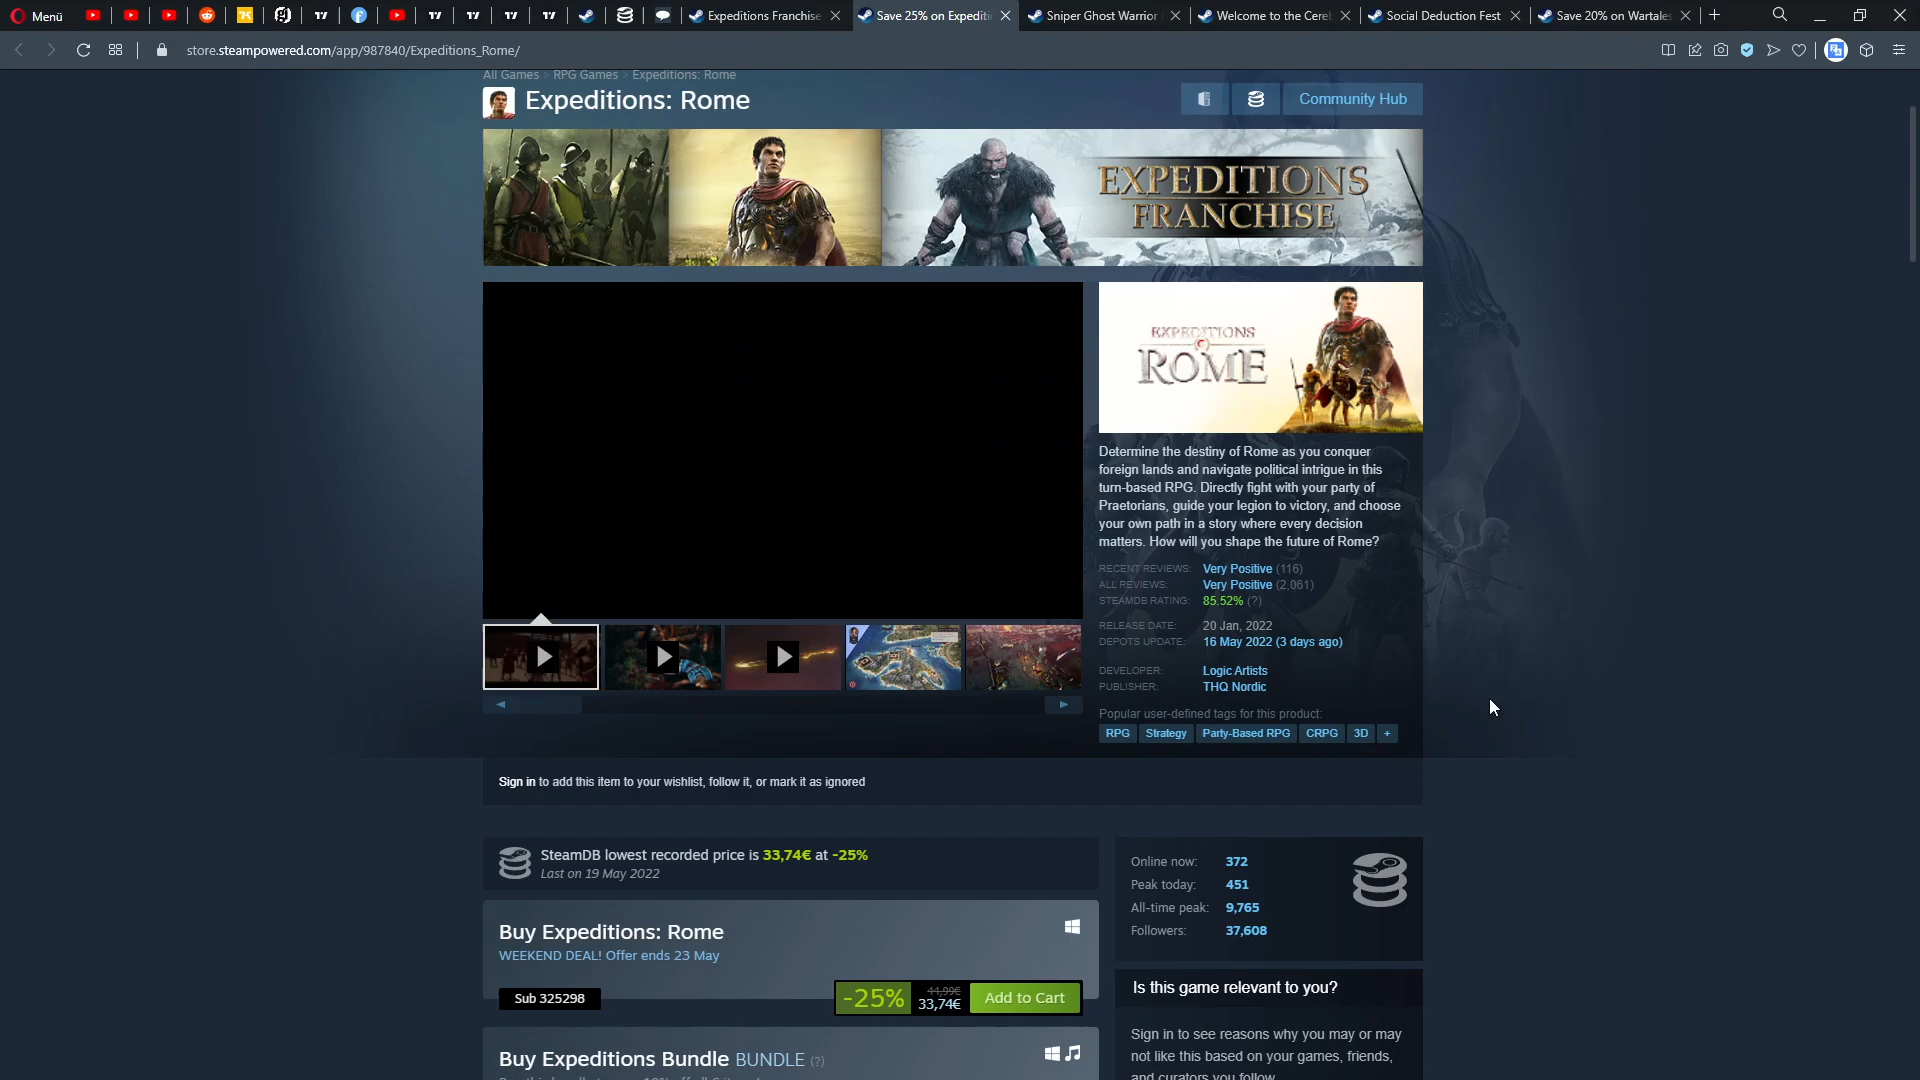 Menü
Expeditions Franchise
Save 25% on Expediti
Sniper Ghost Warrior
Welcome to the Cere
Social Deduction Fest
Save 20% on Wartales
store.steampowered.com/app/987840/Expeditions_Rome/
All Games > RPG Games > Expeditions: Rome
Expeditions: Rome
Community Hub
EXPEDITIONS
FRANCHISE
EXPEDITIONS
ROME
Determine the destiny of Rome as you conquer
foreign lands and navigate political intrigue in this
turn-based RPG. Directly fight with your party of
Praetorians, guide your legion to victory, and choose
your own path in a story where every decision
matters. How will you shape the future of Rome?
RECENT REVIEWS: Very Positive (116)
ALL REVIEWS: Very Positive (2,061)
STEAMDB RATING: 85.52% (?)
RELEASE DATE: 20 Jan, 2022
DEPOTS UPDATE: 16 May 2022 (3 days ago)
DEVELOPER: Logic Artists
PUBLISHER: THQ Nordic
Popular user-defined tags for this product:
RPG Strategy Party-Based RPG CRPG 3D +
Sign in to add this item to your wishlist, follow it, or mark it as ignored
SteamDB lowest recorded price is 33,74€ at -25%
Last on 19 May 2022
Online now: 372
Peak today: 451
All-time peak: 9,765
Followers: 37,608
Buy Expeditions: Rome
WEEKEND DEAL! Offer ends 23 May
Sub 325298
-25% 44,99€ 33,74€ Add to Cart
Is this game relevant to you?
Sign in to see reasons why you may or may
not like this based on your games, friends,
and curators you follow.
Buy Expeditions Bundle BUNDLE (?)